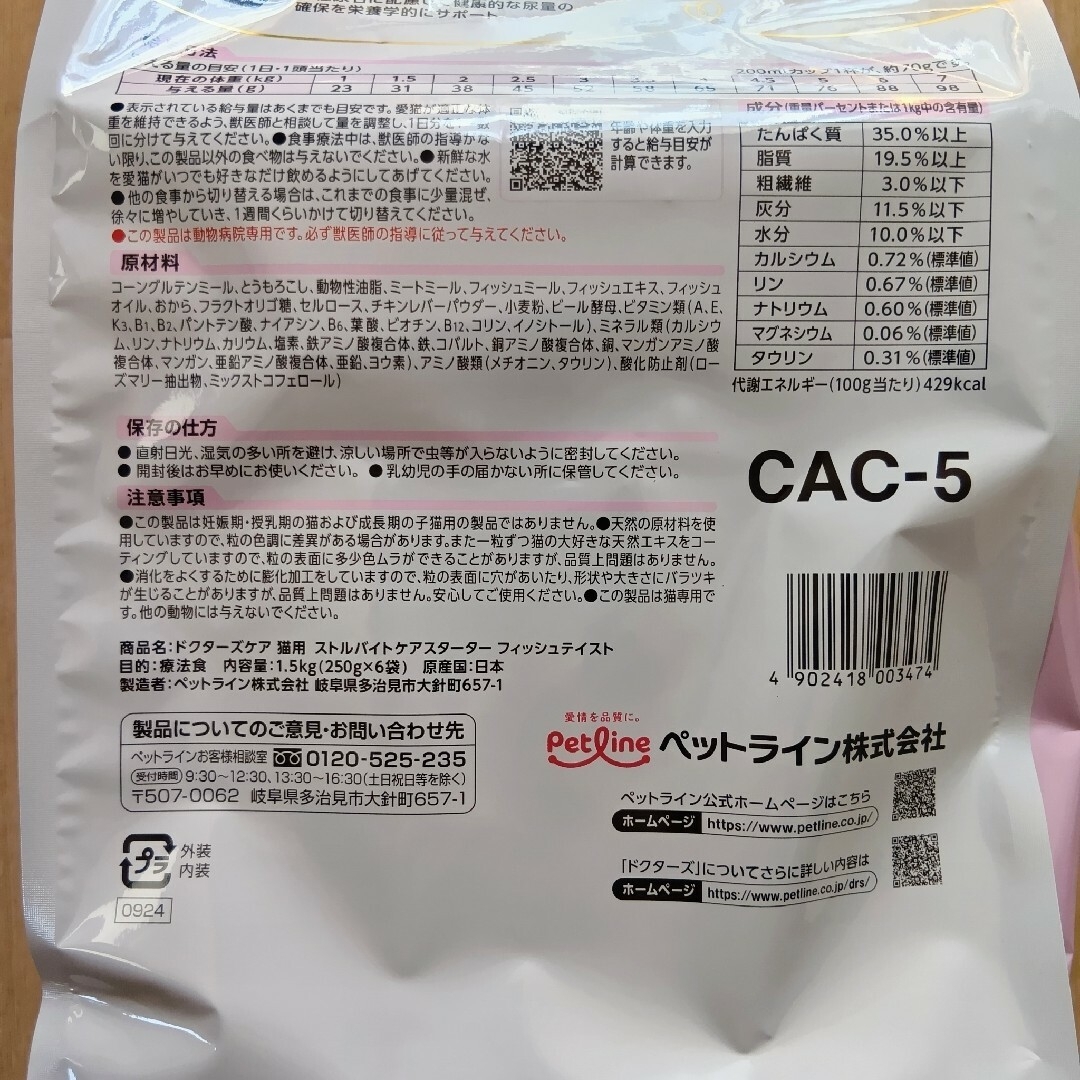 確保を栄養学的にサポート
える量の目安(1日・1頭当たり)
200mlカップ1杯は、約70gです
現在の体重(kg) 1 1.5 2 2.5 3 7
与える量(g) 23 31 38 45 52 58 65 71 76 88 98
●表示されている給与量はあくまでも目安です。愛猫が適正な体
重を維持できるよう、獣医師と相談して量を調整し、1日分を
回に分けて与えてください。●食事療法中は、獣医師の指導がな
い限り、この製品以外の食べ物は与えないでください。●新鮮な水
を愛猫がいつでも好きなだけ飲めるようにしてあげてください。
●他の食事から切り替える場合は、これまでの食事に少量混ぜ、
徐々に増やしていき、1週間くらいかけて切り替えてください。
●この製品は動物病院専用です。必ず獣医師の指導に従って与えてください。
年齢や体重を入力
すると給与目安が
計算できます。
成分(重量パーセントまたは1kg中の含有量)
たんぱく質 35.0%以上
脂質 19.5%以上
粗繊維 3.0%以下
灰分 11.5%以下
水分 10.0%以下
カルシウム 0.72%(標準値)
リン 0.67%(標準値)
ナトリウム 0.60%(標準値)
マグネシウム 0.06%(標準値)
タウリン 0.31%(標準値)
代謝エネルギー(100g当たり)429kcal
原材料
コーングルテンミール、とうもろこし、動物性油脂、ミートミール、フィッシュミール、フィッシュエキス、フィッシュ
オイル、おから、フラクトオリゴ糖、セルロース、チキンレバーパウダー、小麦粉、ビール酵母、ビタミン類(A、E、
K3、B1、B2、パントテン酸、ナイアシン、B6、葉酸、ビオチン、B12、コリン、イノシトール)、ミネラル類(カルシウ
ム、リン、ナトリウム、カリウム、塩素、鉄アミノ酸複合体、鉄、コバルト、銅アミノ酸複合体、銅、マンガンアミノ酸
複合体、マンガン、亜鉛アミノ酸複合体、亜鉛、ヨウ素)、アミノ酸類(メチオニン、タウリン)、酸化防止剤(ロー
ズマリー抽出物、ミックストコフェロール)
保存の仕方
●直射日光、湿気の多い所を避け、涼しい場所で虫等が入らないように密封してください。
●開封後はお早めにお使いください。●乳幼児の手の届かない所に保管してください。
注意事項
●この製品は妊娠期・授乳期の猫および成長期の子猫用の製品ではありません。●天然の原材料を使
用していますので、粒の色調に差異がある場合があります。また一粒ずつ猫の大好きな天然エキスをコー
ティングしていますので、粒の表面に多少色ムラができることがありますが、品質上問題はありません。
●消化をよくするために膨化加工をしていますので、粒の表面に穴があいたり、形状や大きさにバラツキ
が生じることがありますが、品質上問題はありません。安心してご使用ください。●この製品は猫専用で
す。他の動物には与えないでください。
CAC-5
4 902418 003474
商品名:ドクターズケア 猫用 ストルバイトケアスターター フィッシュテイスト
目的:療法食 内容量:1.5kg(250g×6袋) 原産国:日本
製造者:ペットライン株式会社 岐阜県多治見市大針町657-1
製品についてのご意見・お問い合わせ先
ペットラインお客様相談室 0120-525-235
受付時間 9:30~12:30、13:30~16:30(土日祝日等を除く)
〒507-0062 岐阜県多治見市大針町657-1
愛情を品質に。
Petline ペットライン株式会社
ペットライン公式ホームページはこちら
ホームページ https://www.petline.co.jp/
「ドクターズ」についてさらに詳しい内容は
ホームページ https://www.petline.co.jp/drs/
プラ
外装
内装
0924